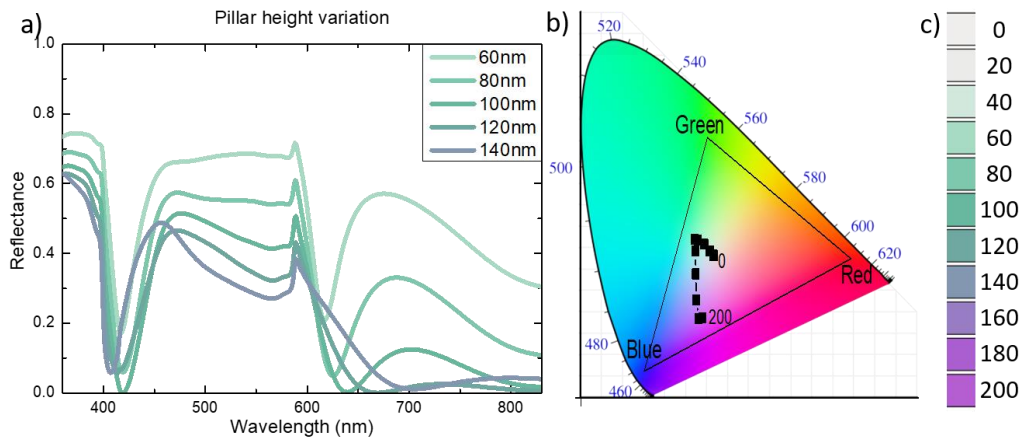 a)
Pillar height variation
1.0
0.8
0.6
0.4
0.2
0.0
Reflectance
400
500
600
700
800
Wavelength (nm)
60nm
80nm
100nm
120nm
140nm
b)
520
540
560
580
600
620
500
480
460
Green
Red
Blue
0
200
c)
0
20
40
60
80
100
120
140
160
180
200